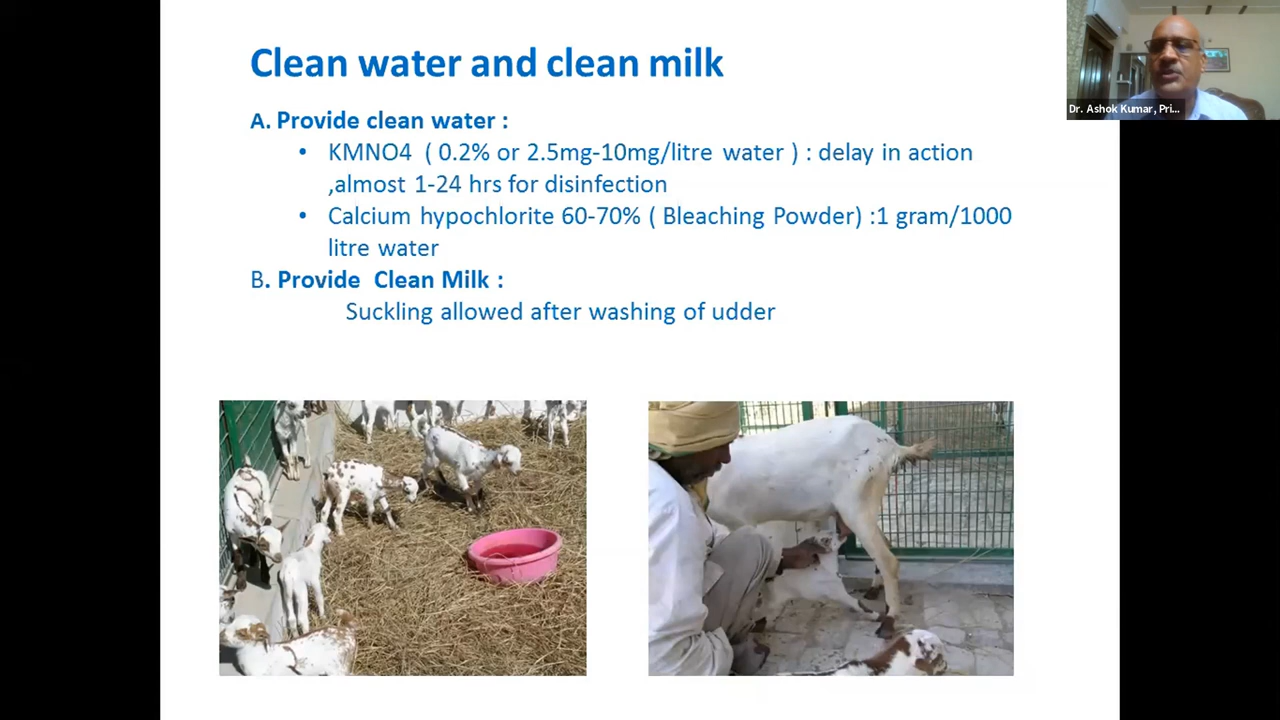 Clean water and clean milk
A. Provide clean water :
• KMNO4 ( 0.2% or 2.5mg-10mg/litre water ) : delay in action
,almost 1-24 hrs for disinfection
• Calcium hypochlorite 60-70% ( Bleaching Powder) :1 gram/1000
litre water
B. Provide Clean Milk :
Suckling allowed after washing of udder
Dr. Ashok Kumar, Pri...